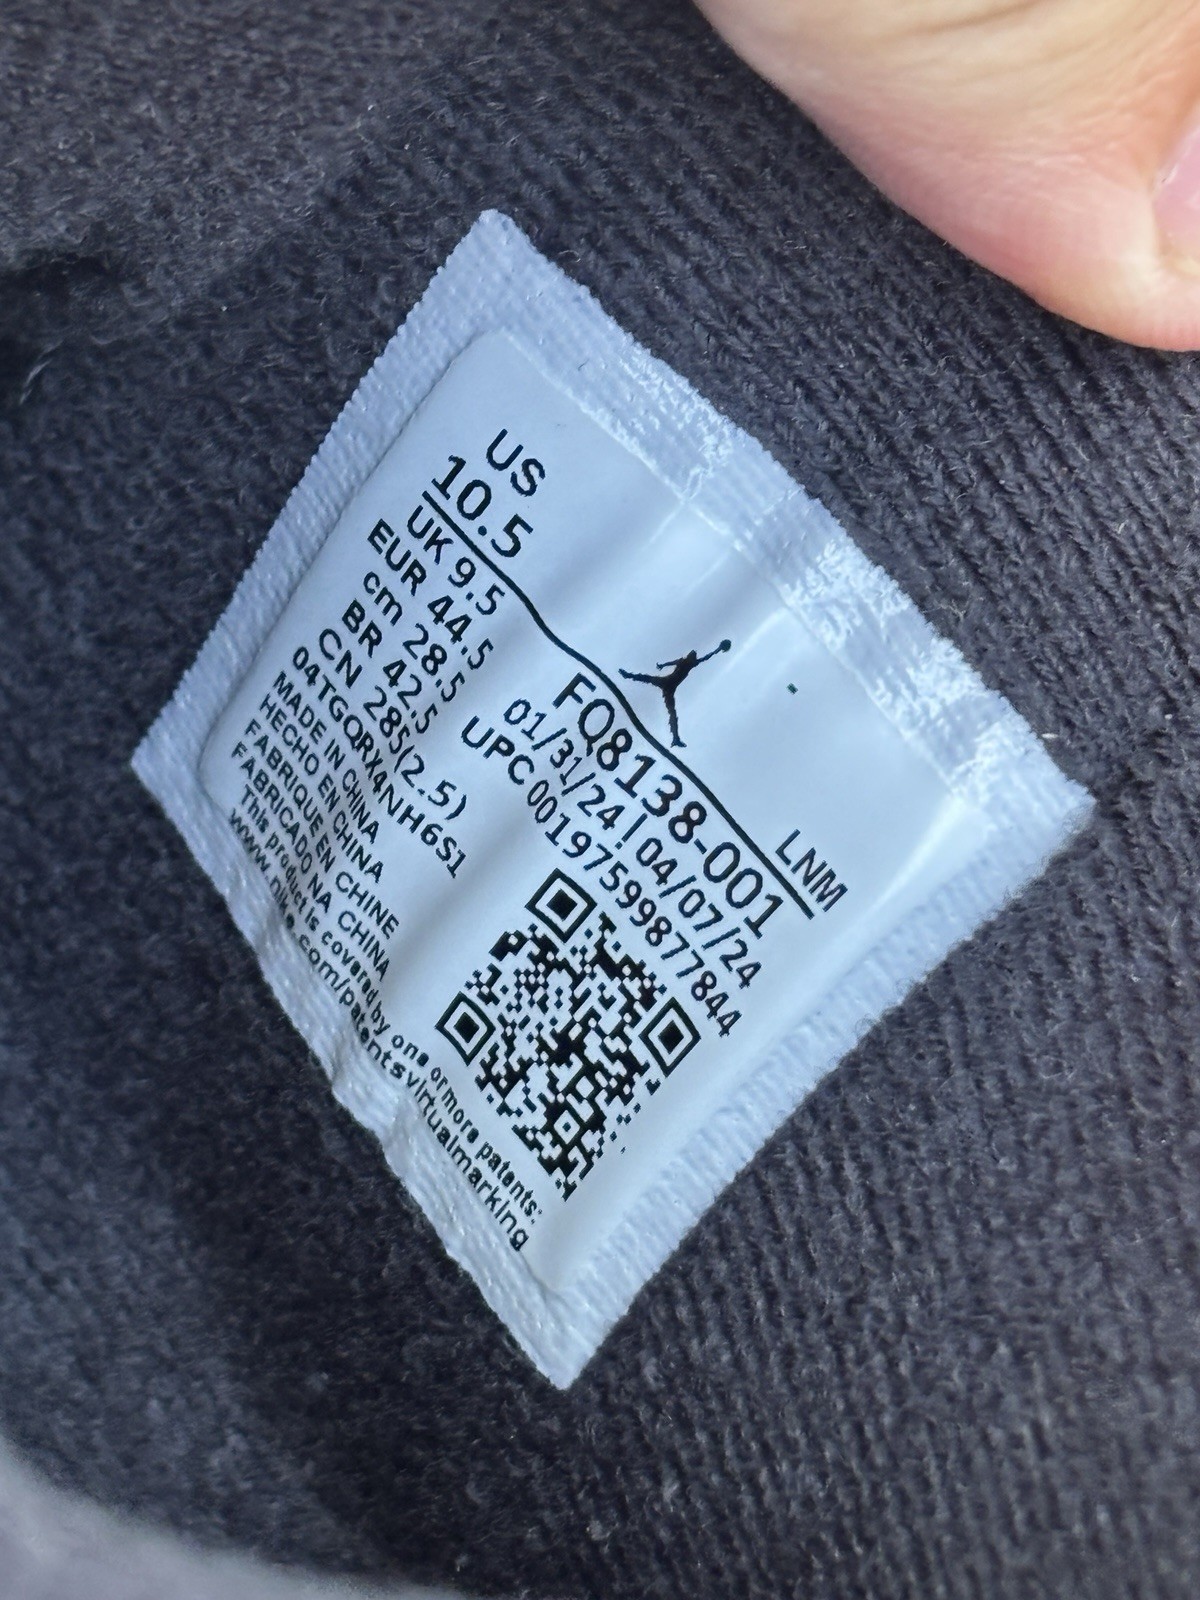 US
10.5
UK 9.5
EUR 44.5
cm 28.5
BR 42.5
CN 285(2.5)
04TGQRX4NH6S1
MADE IN CHINA
HECHO EN CHINA
FABRIQUE EN CHINE
FABRICADO NA CHINA
This product is covered by one or more patents:
www.nike.com/patentsvirtualmarking
LNM
FQ8138-001
01/31/24 | 04/07/24
UPC 00197599877844